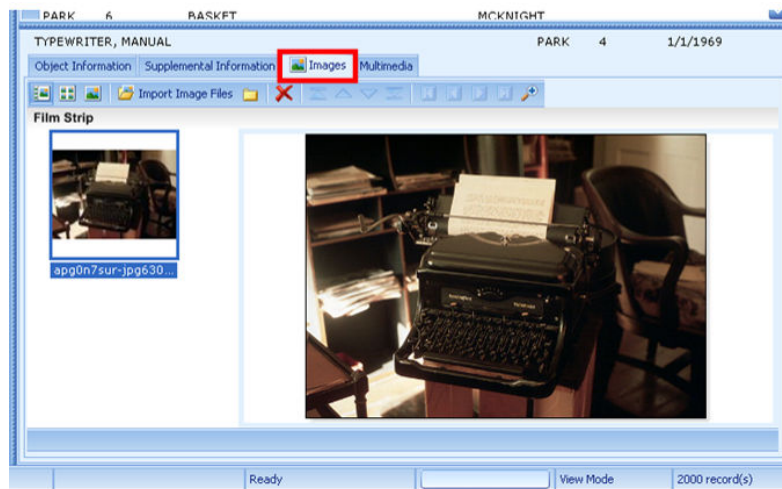 PARK 6 BASKET MCKNIGHT
TYPEWRITER, MANUAL PARK 4 1/1/1969
Object Information Supplemental Information Images Multimedia
Import Image Files
Film Strip
apg0n7sur-jpg630...
Ready View Mode 2000 record(s)